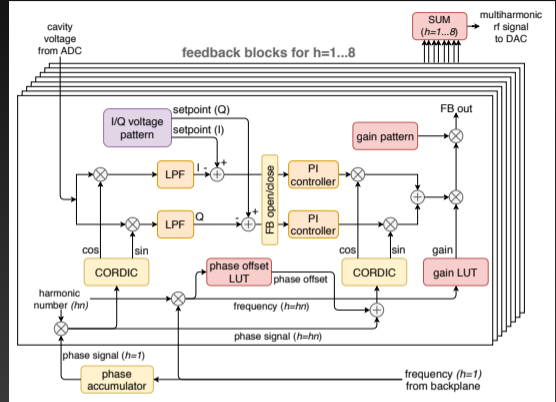 cavity
voltage
from ADC
feedback blocks for h=1...8
SUM
(h=1...8)
multiharmonic
rf signal
to DAC
I/Q voltage
pattern
setpoint (Q)
setpoint (I)
FB out
gain pattern
LPF
I
-
+
FB open/close
PI
controller
+
LPF
Q
-
+
PI
controller
cos
sin
CORDIC
phase offset
LUT
phase offset
cos
sin
CORDIC
gain
gain LUT
harmonic
number (hn)
frequency (h=hn)
phase signal (h=hn)
phase signal (h=1)
phase
accumulator
frequency (h=1)
from backplane